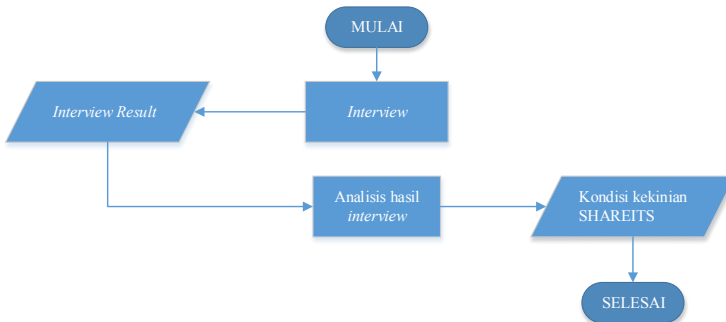 MULAI
Interview
Interview Result
Analisis hasil
interview
Kondisi kekinian
SHAREITS
SELESAI